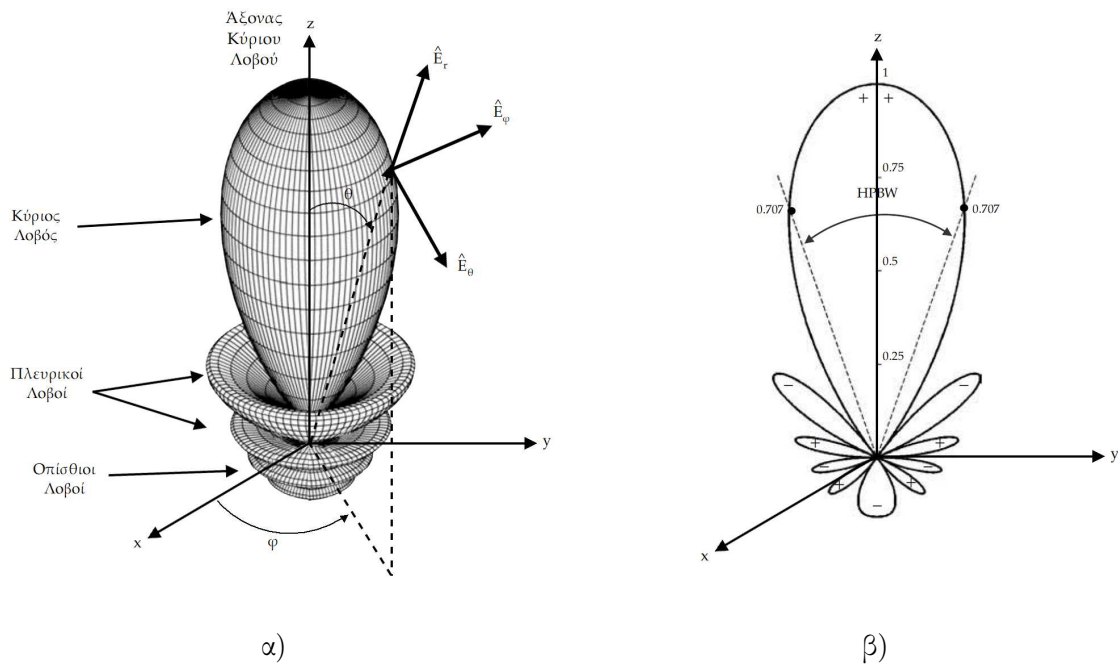 Άξονας
Κύριου
Λοβού
z
Ê_r
Ê_φ
θ
Κύριος
Λοβός
Ê_θ
Πλευρικοί
Λοβοί
y
Οπίσθιοι
Λοβοί
x
φ
α)
z
1
+ +
0.75
HPBW
0.707
0.707
0.5
0.25
− −
+ +
y
− −
+ +
−
x
β)